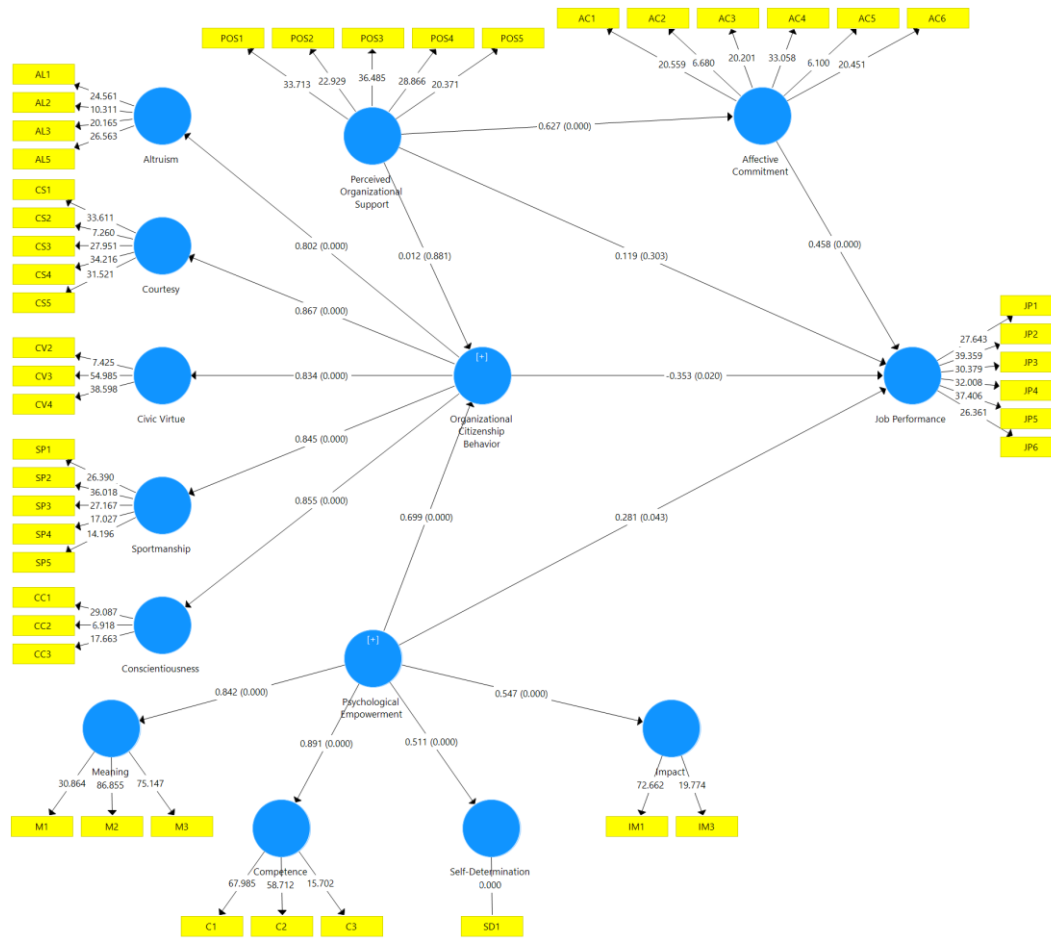 AC1
AC2
AC3
AC4
AC5
AC6
POS1
POS2
POS3
POS4
POS5
20.559
6.680
20.201
33.058
6.100
20.451
33.713
22.929
36.485
28.866
20.371
AL1
AL2
AL3
AL5
24.561
10.311
20.165
26.563
Altruism
Perceived
Organizational
Support
0.627 (0.000)
Affective
Commitment
CS1
CS2
CS3
CS4
CS5
33.611
7.260
27.951
34.216
31.521
Courtesy
0.802 (0.000)
0.012 (0.881)
0.119 (0.303)
0.458 (0.000)
0.867 (0.000)
CV2
CV3
CV4
7.425
54.985
38.598
Civic Virtue
0.834 (0.000)
[+]
Organizational
Citizenship
Behavior
-0.353 (0.020)
Job Performance
JP1
JP2
JP3
JP4
JP5
JP6
27.643
39.359
30.379
32.008
37.406
26.361
0.845 (0.000)
SP1
SP2
SP3
SP4
SP5
26.390
36.018
27.167
17.027
14.196
Sportmanship
0.855 (0.000)
0.699 (0.000)
0.281 (0.043)
CC1
CC2
CC3
29.087
6.918
17.663
Conscientiousness
[+]
Psychological
Empowerment
0.842 (0.000)
0.891 (0.000)
0.511 (0.000)
0.547 (0.000)
Meaning
30.864
86.855
75.147
M1
M2
M3
Impact
72.662
19.774
IM1
IM3
Competence
67.985
58.712
15.702
C1
C2
C3
Self-Determination
0.000
SD1